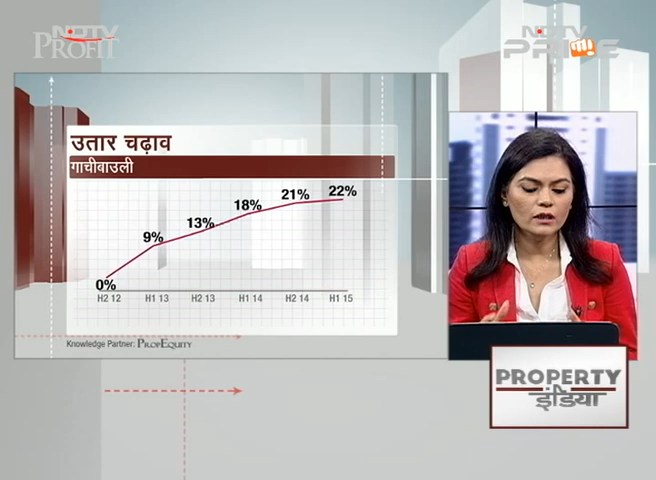 NDTV
PROFIT
NDTV
PRIME
उतार चढ़ाव
गाचीबाउली
0%
9%
13%
18%
21%
22%
H2 12
H1 13
H2 13
H1 14
H2 14
H1 15
Knowledge Partner: PROPEQUITY
PROPERTY
इंडिया